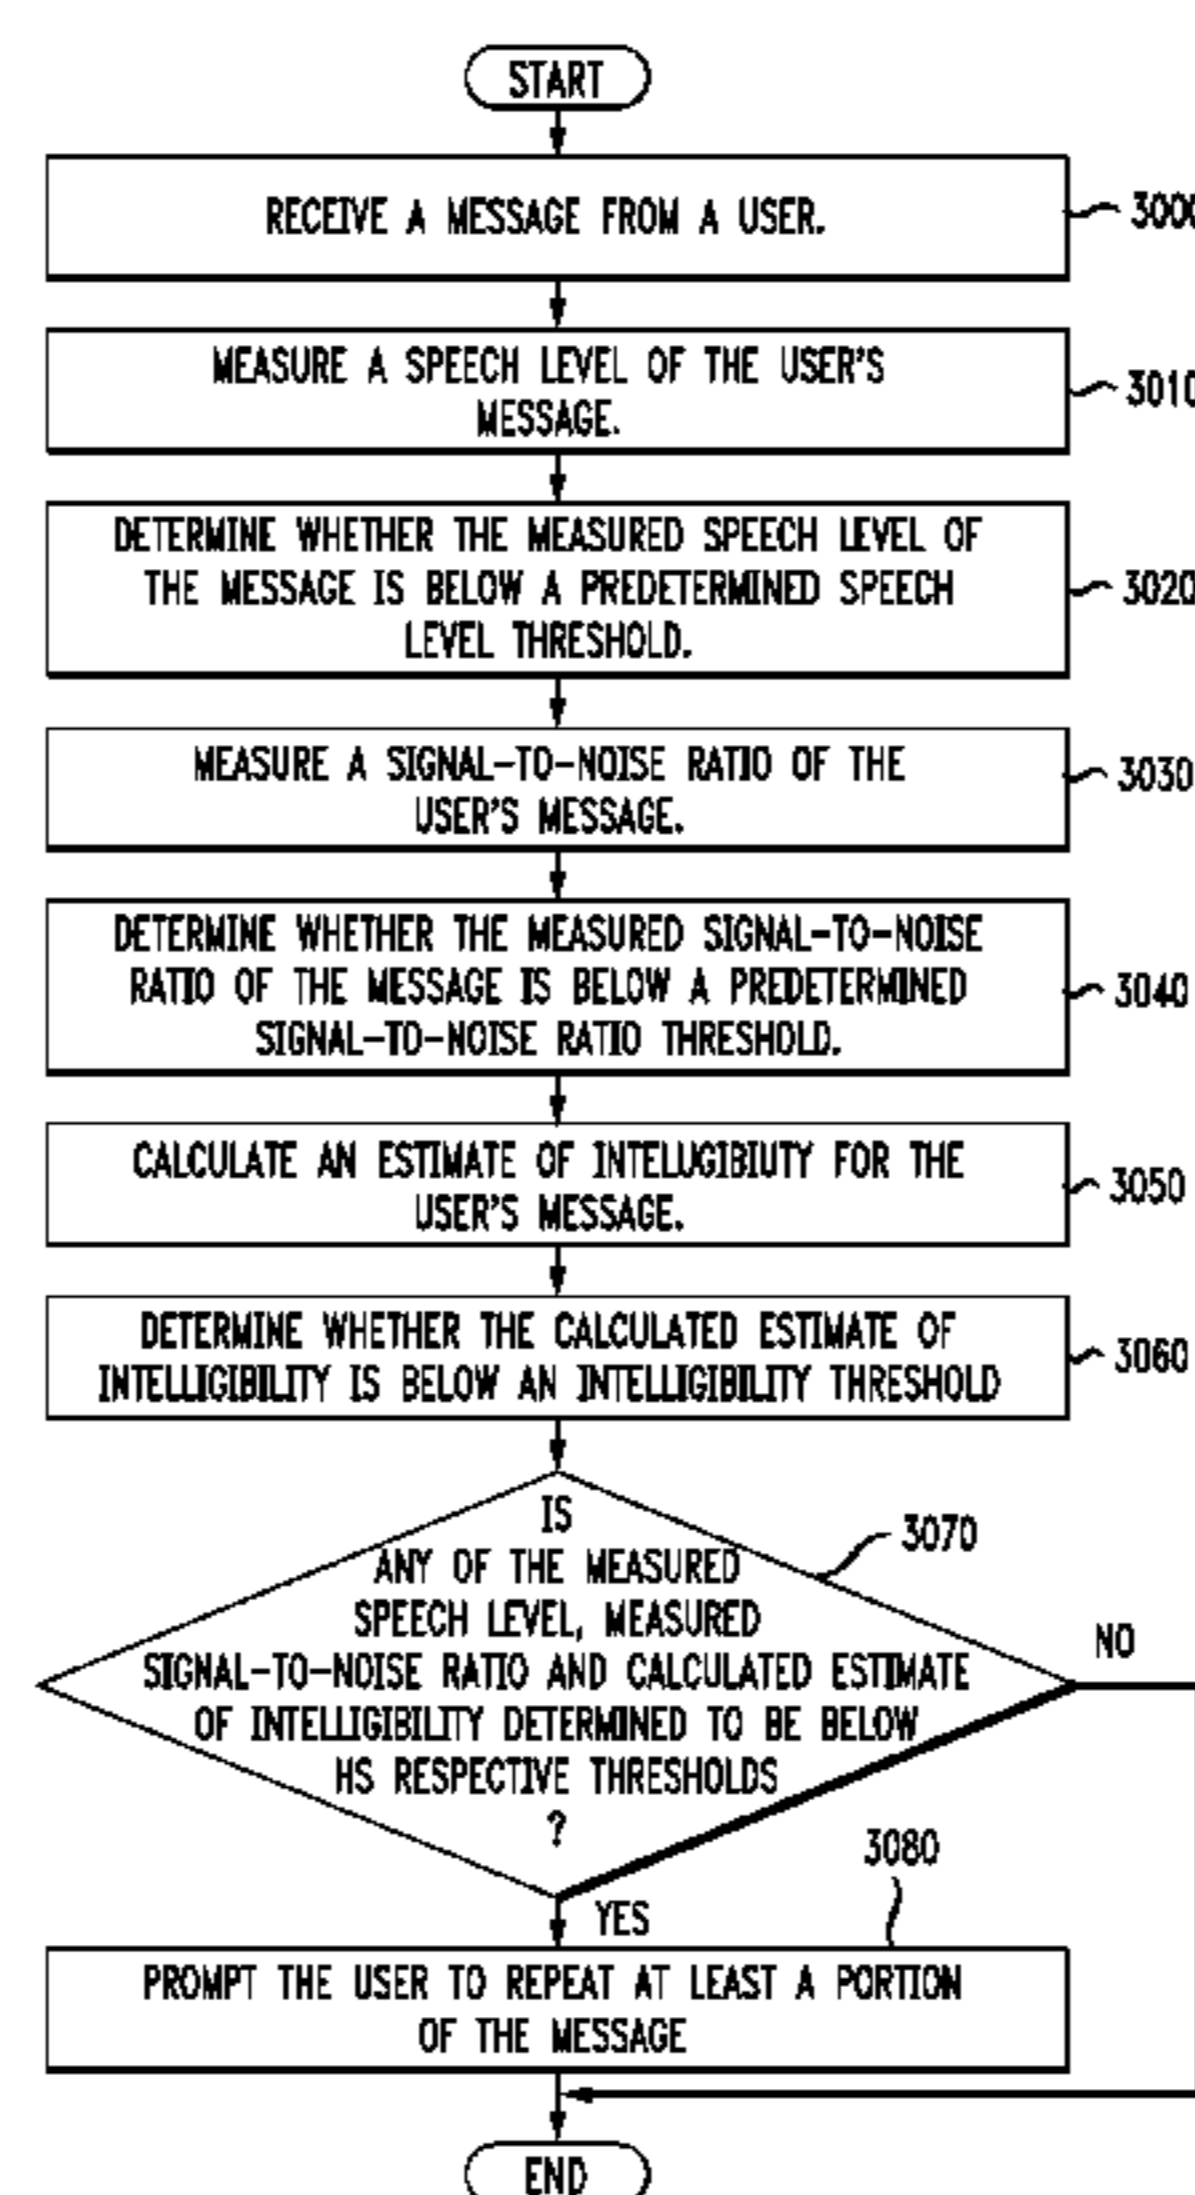 START
RECEIVE A MESSAGE FROM A USER.
3000
MEASURE A SPEECH LEVEL OF THE USER'S
MESSAGE.
3010
DETERMINE WHETHER THE MEASURED SPEECH LEVEL OF
THE MESSAGE IS BELOW A PREDETERMINED SPEECH
LEVEL THRESHOLD.
3020
MEASURE A SIGNAL-TO-NOISE RATIO OF THE
USER'S MESSAGE.
3030
DETERMINE WHETHER THE MEASURED SIGNAL-TO-NOISE
RATIO OF THE MESSAGE IS BELOW A PREDETERMINED
SIGNAL-TO-NOISE RATIO THRESHOLD.
3040
CALCULATE AN ESTIMATE OF INTELUGIBIUTY FOR THE
USER'S MESSAGE.
3050
DETERMINE WHETHER THE CALCULATED ESTIMATE OF
INTELLIGIBILITY IS BELOW AN INTELLIGIBILITY THRESHOLD
3060
IS
ANY OF THE MEASURED
SPEECH LEVEL, MEASURED
SIGNAL-TO-NOISE RATIO AND CALCULATED ESTIMATE
OF INTELLIGIBILITY DETERMINED TO BE BELOW
HS RESPECTIVE THRESHOLDS
?
3070
NO
YES
3080
PROMPT THE USER TO REPEAT AT LEAST A PORTION
OF THE MESSAGE
END